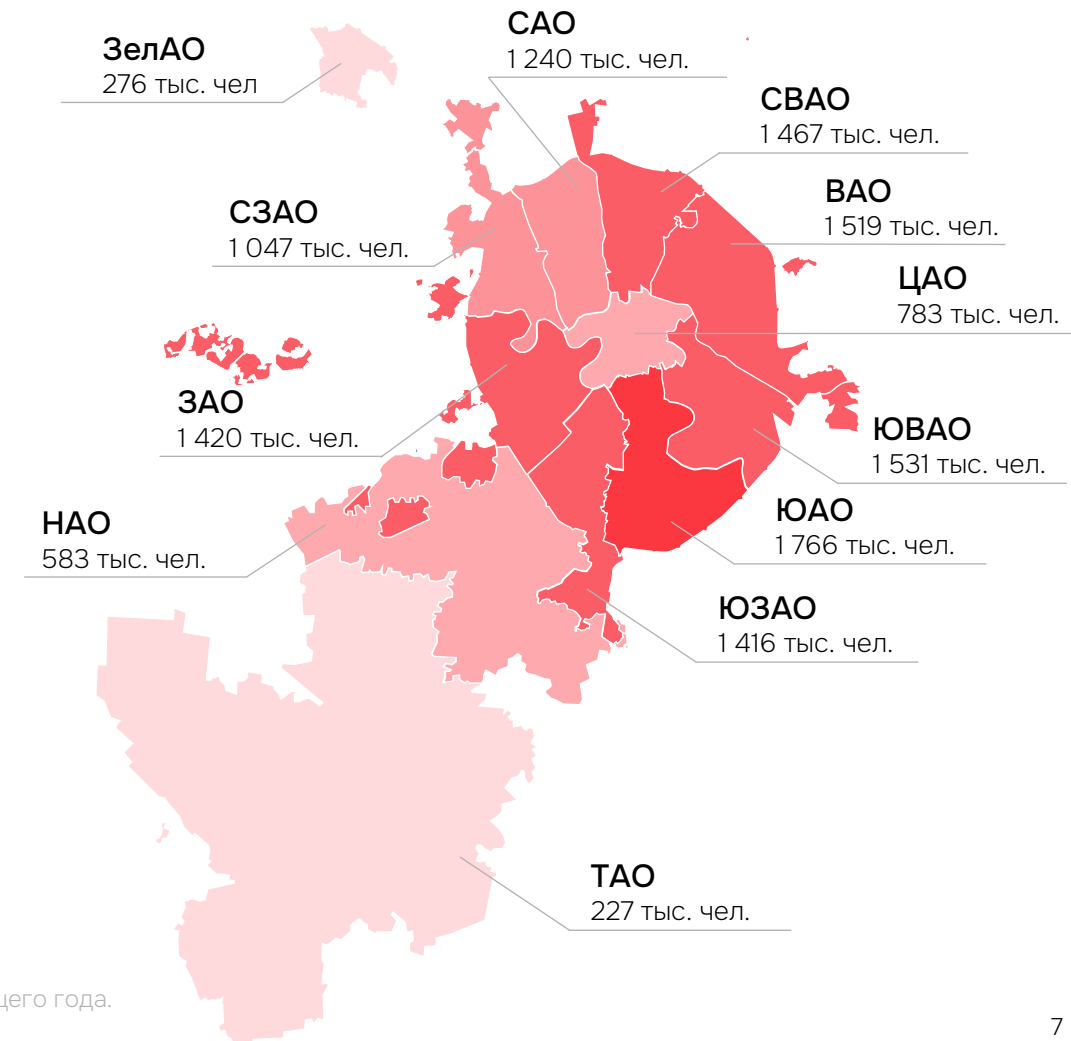 ЗелАО
276 тыс. чел
САО
1 240 тыс. чел.
СВАО
1 467 тыс. чел.
ВАО
1 519 тыс. чел.
СЗАО
1 047 тыс. чел.
ЦАО
783 тыс. чел.
ЗАО
1 420 тыс. чел.
ЮВАО
1 531 тыс. чел.
ЮАО
1 766 тыс. чел.
НАО
583 тыс. чел.
ЮЗАО
1 416 тыс. чел.
ТАО
227 тыс. чел.
щего года.
7